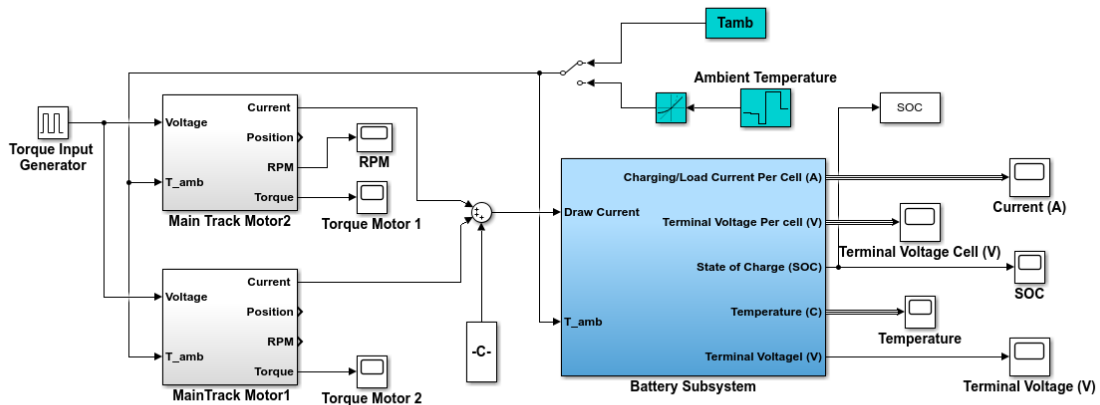 Tamb
Ambient Temperature
SOC
Torque Input
Generator
Voltage
T_amb
Current
Position
RPM
Torque
Main Track Motor2
RPM
Torque Motor 1
Voltage
T_amb
Current
Position
RPM
Torque
MainTrack Motor1
Torque Motor 2
-C-
Draw Current
T_amb
Charging/Load Current Per Cell (A)
Terminal Voltage Per cell (V)
State of Charge (SOC)
Temperature (C)
Terminal Voltagel (V)
Battery Subsystem
Current (A)
Terminal Voltage Cell (V)
SOC
Temperature
Terminal Voltage (V)